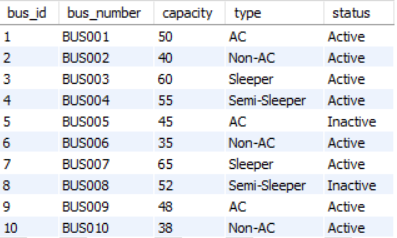 bus_id bus_number capacity type status
1 BUS001 50 AC Active
2 BUS002 40 Non-AC Active
3 BUS003 60 Sleeper Active
4 BUS004 55 Semi-Sleeper Active
5 BUS005 45 AC Inactive
6 BUS006 35 Non-AC Active
7 BUS007 65 Sleeper Active
8 BUS008 52 Semi-Sleeper Inactive
9 BUS009 48 AC Active
10 BUS010 38 Non-AC Active